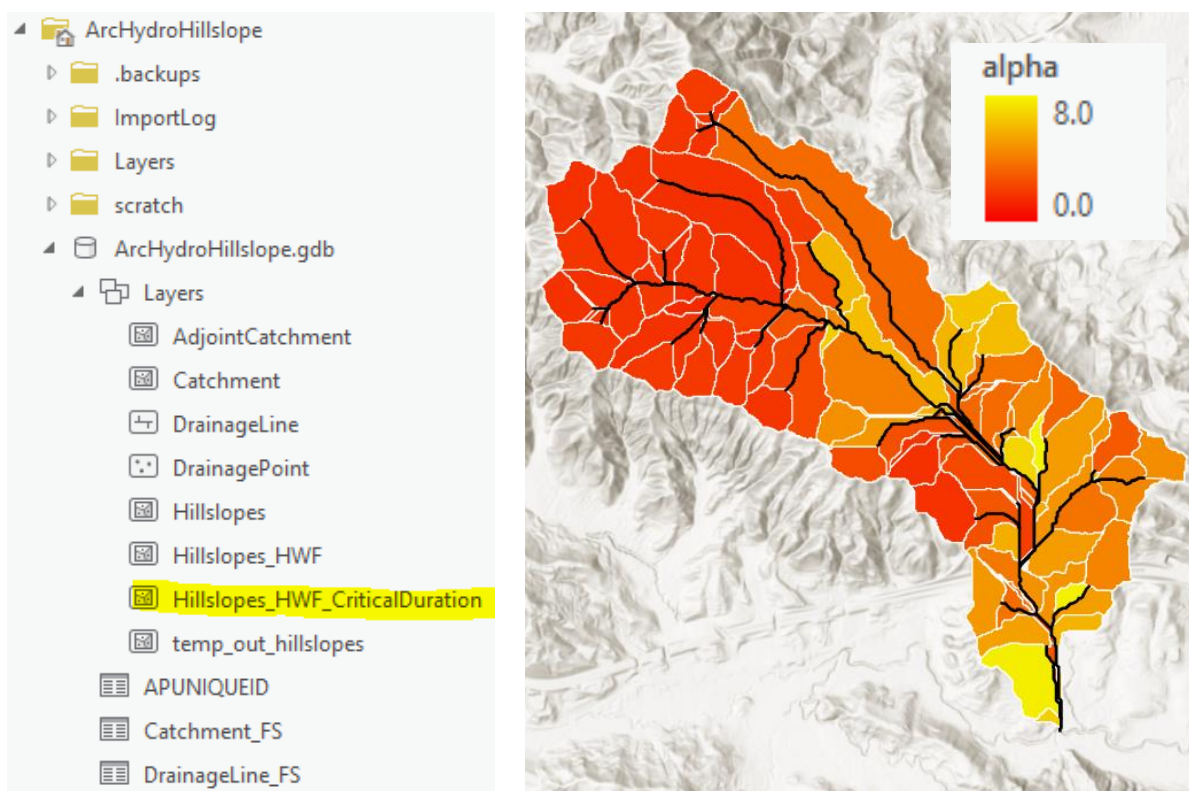 ArcHydroHillslope
.backups
ImportLog
Layers
scratch
ArcHydroHillslope.gdb
Layers
AdjointCatchment
Catchment
DrainageLine
DrainagePoint
Hillslopes
Hillslopes_HWF
Hillslopes_HWF_CriticalDuration
temp_out_hillslopes
APUNIQUEID
Catchment_FS
DrainageLine_FS
alpha
8.0
0.0